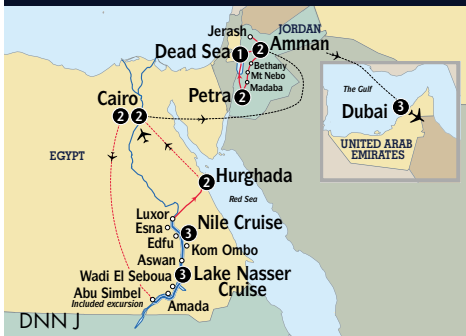 JORDAN
Jerash
Dead Sea
1
2
Amman
Bethany
Mt Nebo
Madaba
Petra
2
The Gulf
Dubai
3
UNITED ARAB
EMIRATES
Cairo
2
2
EGYPT
2
Hurghada
Red Sea
Luxor
Esna
Edfu
3
Nile Cruise
Kom Ombo
Aswan
Wadi El Seboua
3
Lake Nasser
Cruise
Abu Simbel
Included excursion
Amada
DNN J